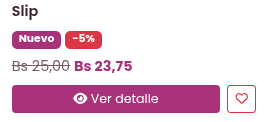 Slip
Nuevo -5%
Bs 25,00 Bs 23,75
Ver detalle